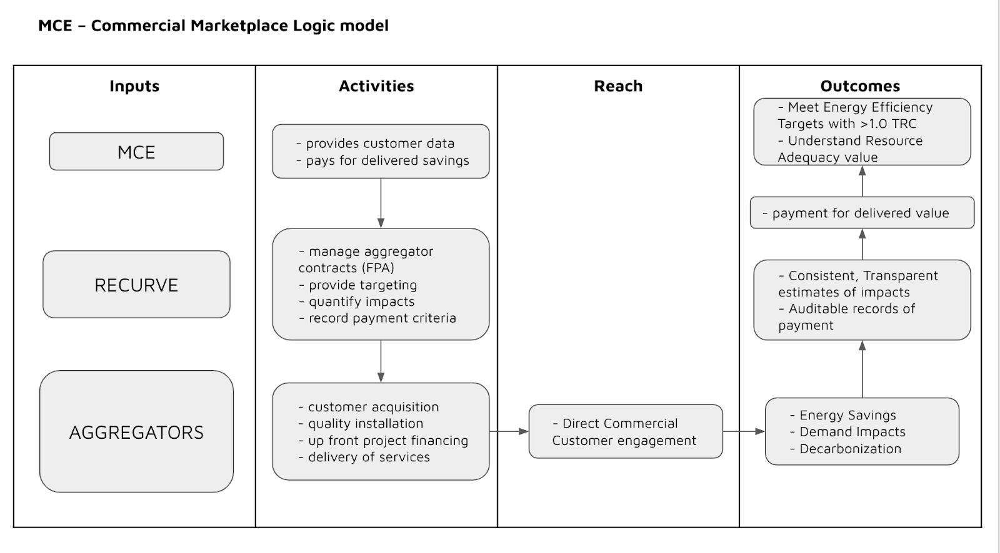 MCE – Commercial Marketplace Logic model
Inputs
Activities
Reach
Outcomes
MCE
RECURVE
AGGREGATORS
- provides customer data
- pays for delivered savings
- manage aggregator
contracts (FPA)
- provide targeting
- quantify impacts
- record payment criteria
- customer acquisition
- quality installation
- up front project financing
- delivery of services
- Direct Commercial
Customer engagement
- Meet Energy Efficiency
Targets with >1.0 TRC
- Understand Resource
Adequacy value
- payment for delivered value
- Consistent, Transparent
estimates of impacts
- Auditable records of
payment
- Energy Savings
- Demand Impacts
- Decarbonization